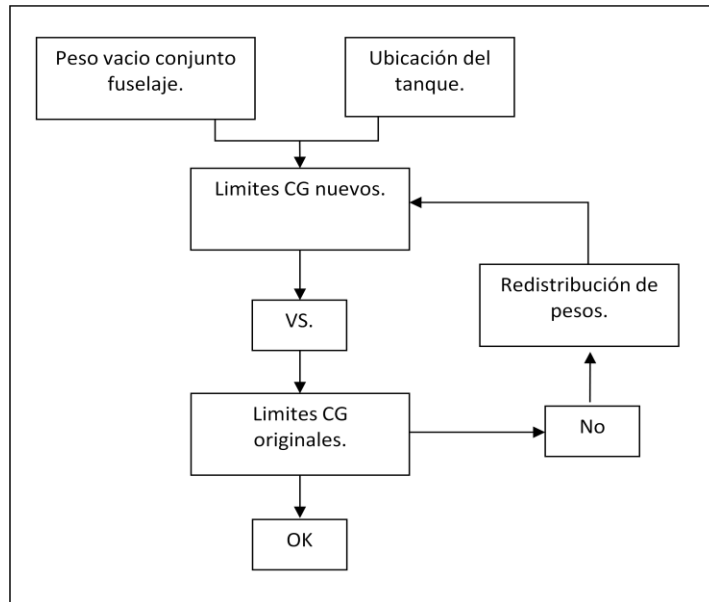 Peso vacio conjunto
fuselaje.
Ubicación del
tanque.
Limites CG nuevos.
Redistribución de
pesos.
VS.
Limites CG
originales.
No
OK